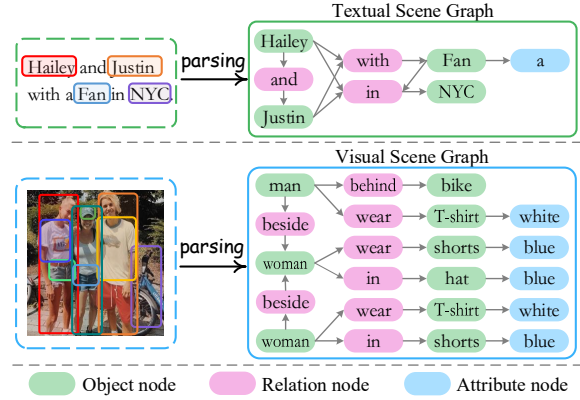 Textual Scene Graph
Hailey and Justin
with a Fan in NYC.
parsing
Hailey
and
Justin
with
in
Fan
NYC
a
Visual Scene Graph
parsing
man
beside
woman
beside
woman
behind
bike
wear
T-shirt
white
wear
shorts
blue
in
hat
blue
wear
T-shirt
white
in
shorts
blue
Object node
Relation node
Attribute node